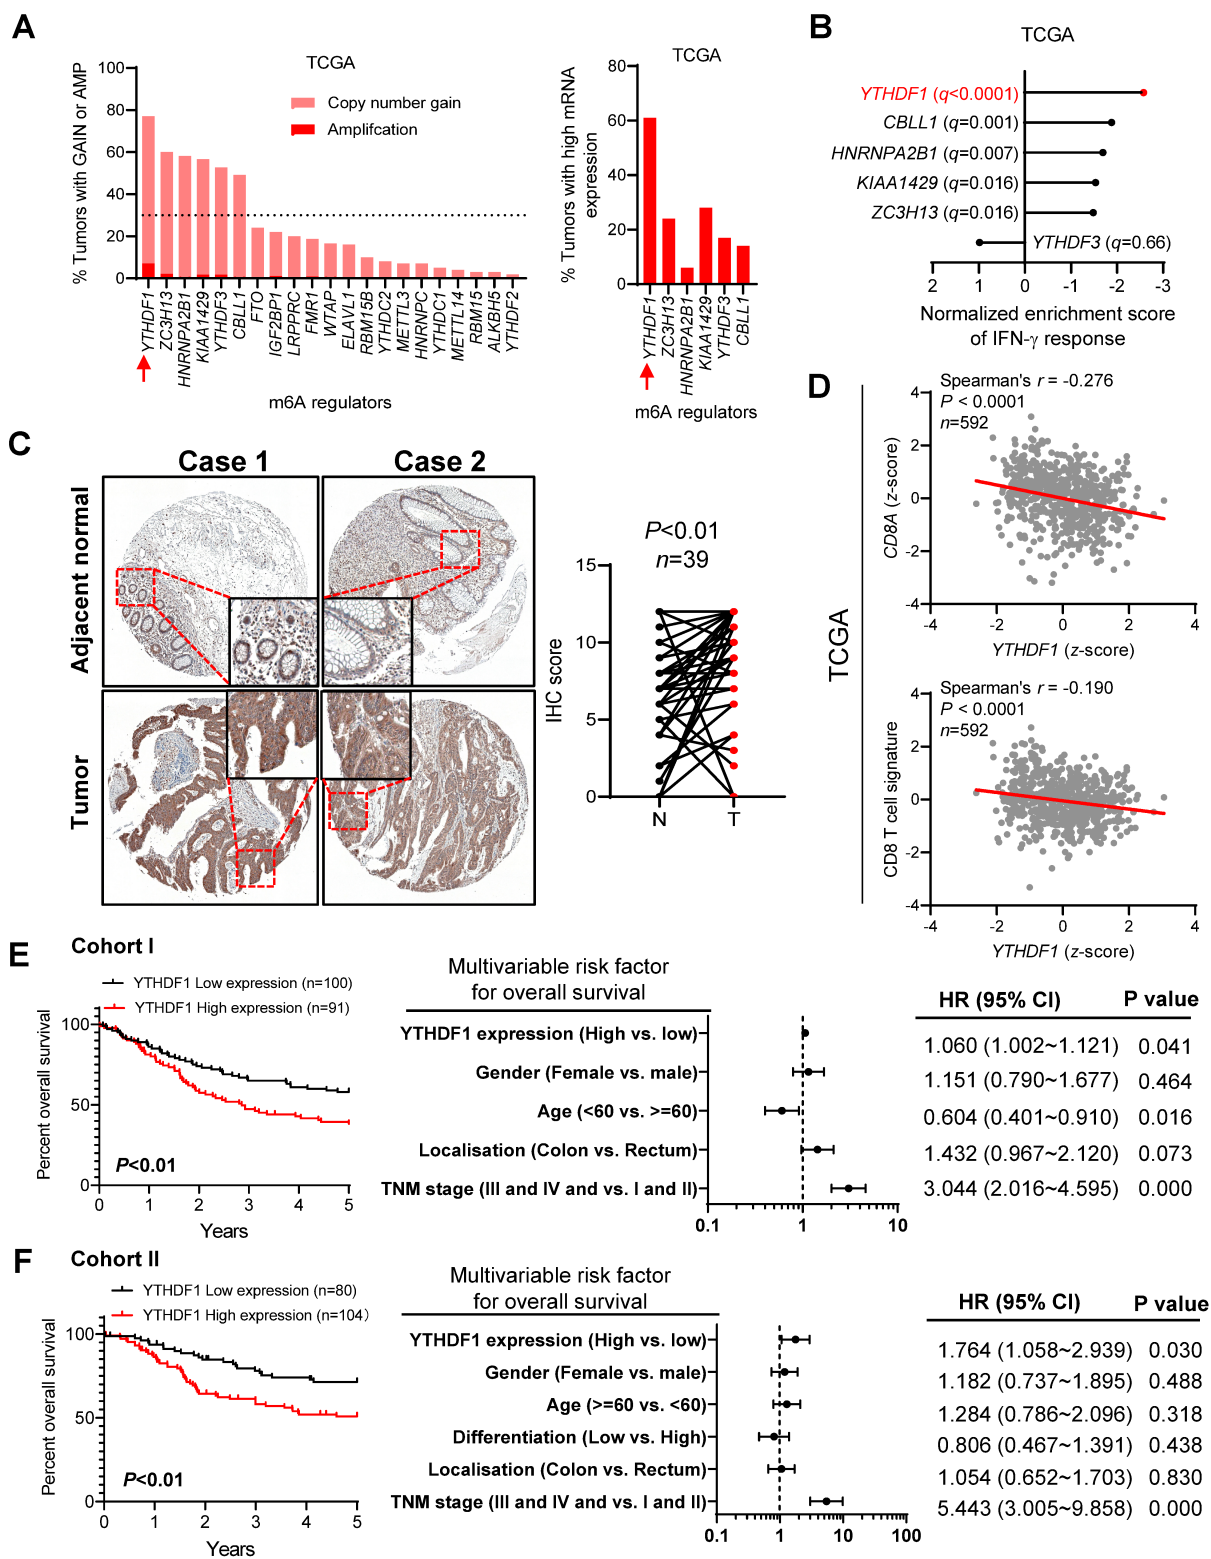 A
TCGA
% Tumors with GAIN or AMP
100
80
60
40
20
0
Copy number gain
Amplifcation
YTHDF1
ZC3H13
HNRNPA2B1
KIAA1429
YTHDF3
CBLL1
FTO
IGF2BP1
LRPPRC
FMR1
WTAP
ELAVL1
RBM15B
YTHDC2
METTL3
HNRNPC
YTHDC1
METTL14
RBM15
ALKBH5
YTHDF2
m6A regulators
TCGA
% Tumors with high mRNA
expression
80
60
40
20
0
YTHDF1
ZC3H13
HNRNPA2B1
KIAA1429
YTHDF3
CBLL1
m6A regulators
B
TCGA
YTHDF1 (q<0.0001)
CBLL1 (q=0.001)
HNRNPA2B1 (q=0.007)
KIAA1429 (q=0.016)
ZC3H13 (q=0.016)
YTHDF3 (q=0.66)
2 1 0 -1 -2 -3
Normalized enrichment score
of IFN-γ response
C
Case 1 Case 2
Adjacent normal
Tumor
P<0.01
n=39
IHC score
15
10
5
0
N T
D
TCGA
Spearman's r = -0.276
P < 0.0001
n=592
CD8A (z-score)
4
2
0
-2
-4
-4 -2 0 2 4
YTHDF1 (z-score)
Spearman's r = -0.190
P < 0.0001
n=592
CD8 T cell signature
4
2
0
-2
-4
-4 -2 0 2 4
YTHDF1 (z-score)
E
Cohort I
YTHDF1 Low expression (n=100)
YTHDF1 High expression (n=91)
Percent overall survival
100
50
0
P<0.01
0 1 2 3 4 5
Years
Multivariable risk factor
for overall survival
HR (95% CI) P value
YTHDF1 expression (High vs. low) 1.060 (1.002~1.121) 0.041
Gender (Female vs. male) 1.151 (0.790~1.677) 0.464
Age (<60 vs. >=60) 0.604 (0.401~0.910) 0.016
Localisation (Colon vs. Rectum) 1.432 (0.967~2.120) 0.073
TNM stage (III and IV and vs. I and II) 3.044 (2.016~4.595) 0.000
0.1 1 10
F
Cohort II
YTHDF1 Low expression (n=80)
YTHDF1 High expression (n=104)
Percent overall survival
100
50
0
P<0.01
0 1 2 3 4 5
Years
Multivariable risk factor
for overall survival
HR (95% CI) P value
YTHDF1 expression (High vs. low) 1.764 (1.058~2.939) 0.030
Gender (Female vs. male) 1.182 (0.737~1.895) 0.488
Age (>=60 vs. <60) 1.284 (0.786~2.096) 0.318
Differentiation (Low vs. High) 0.806 (0.467~1.391) 0.438
Localisation (Colon vs. Rectum) 1.054 (0.652~1.703) 0.830
TNM stage (III and IV and vs. I and II) 5.443 (3.005~9.858) 0.000
0.1 1 10 100